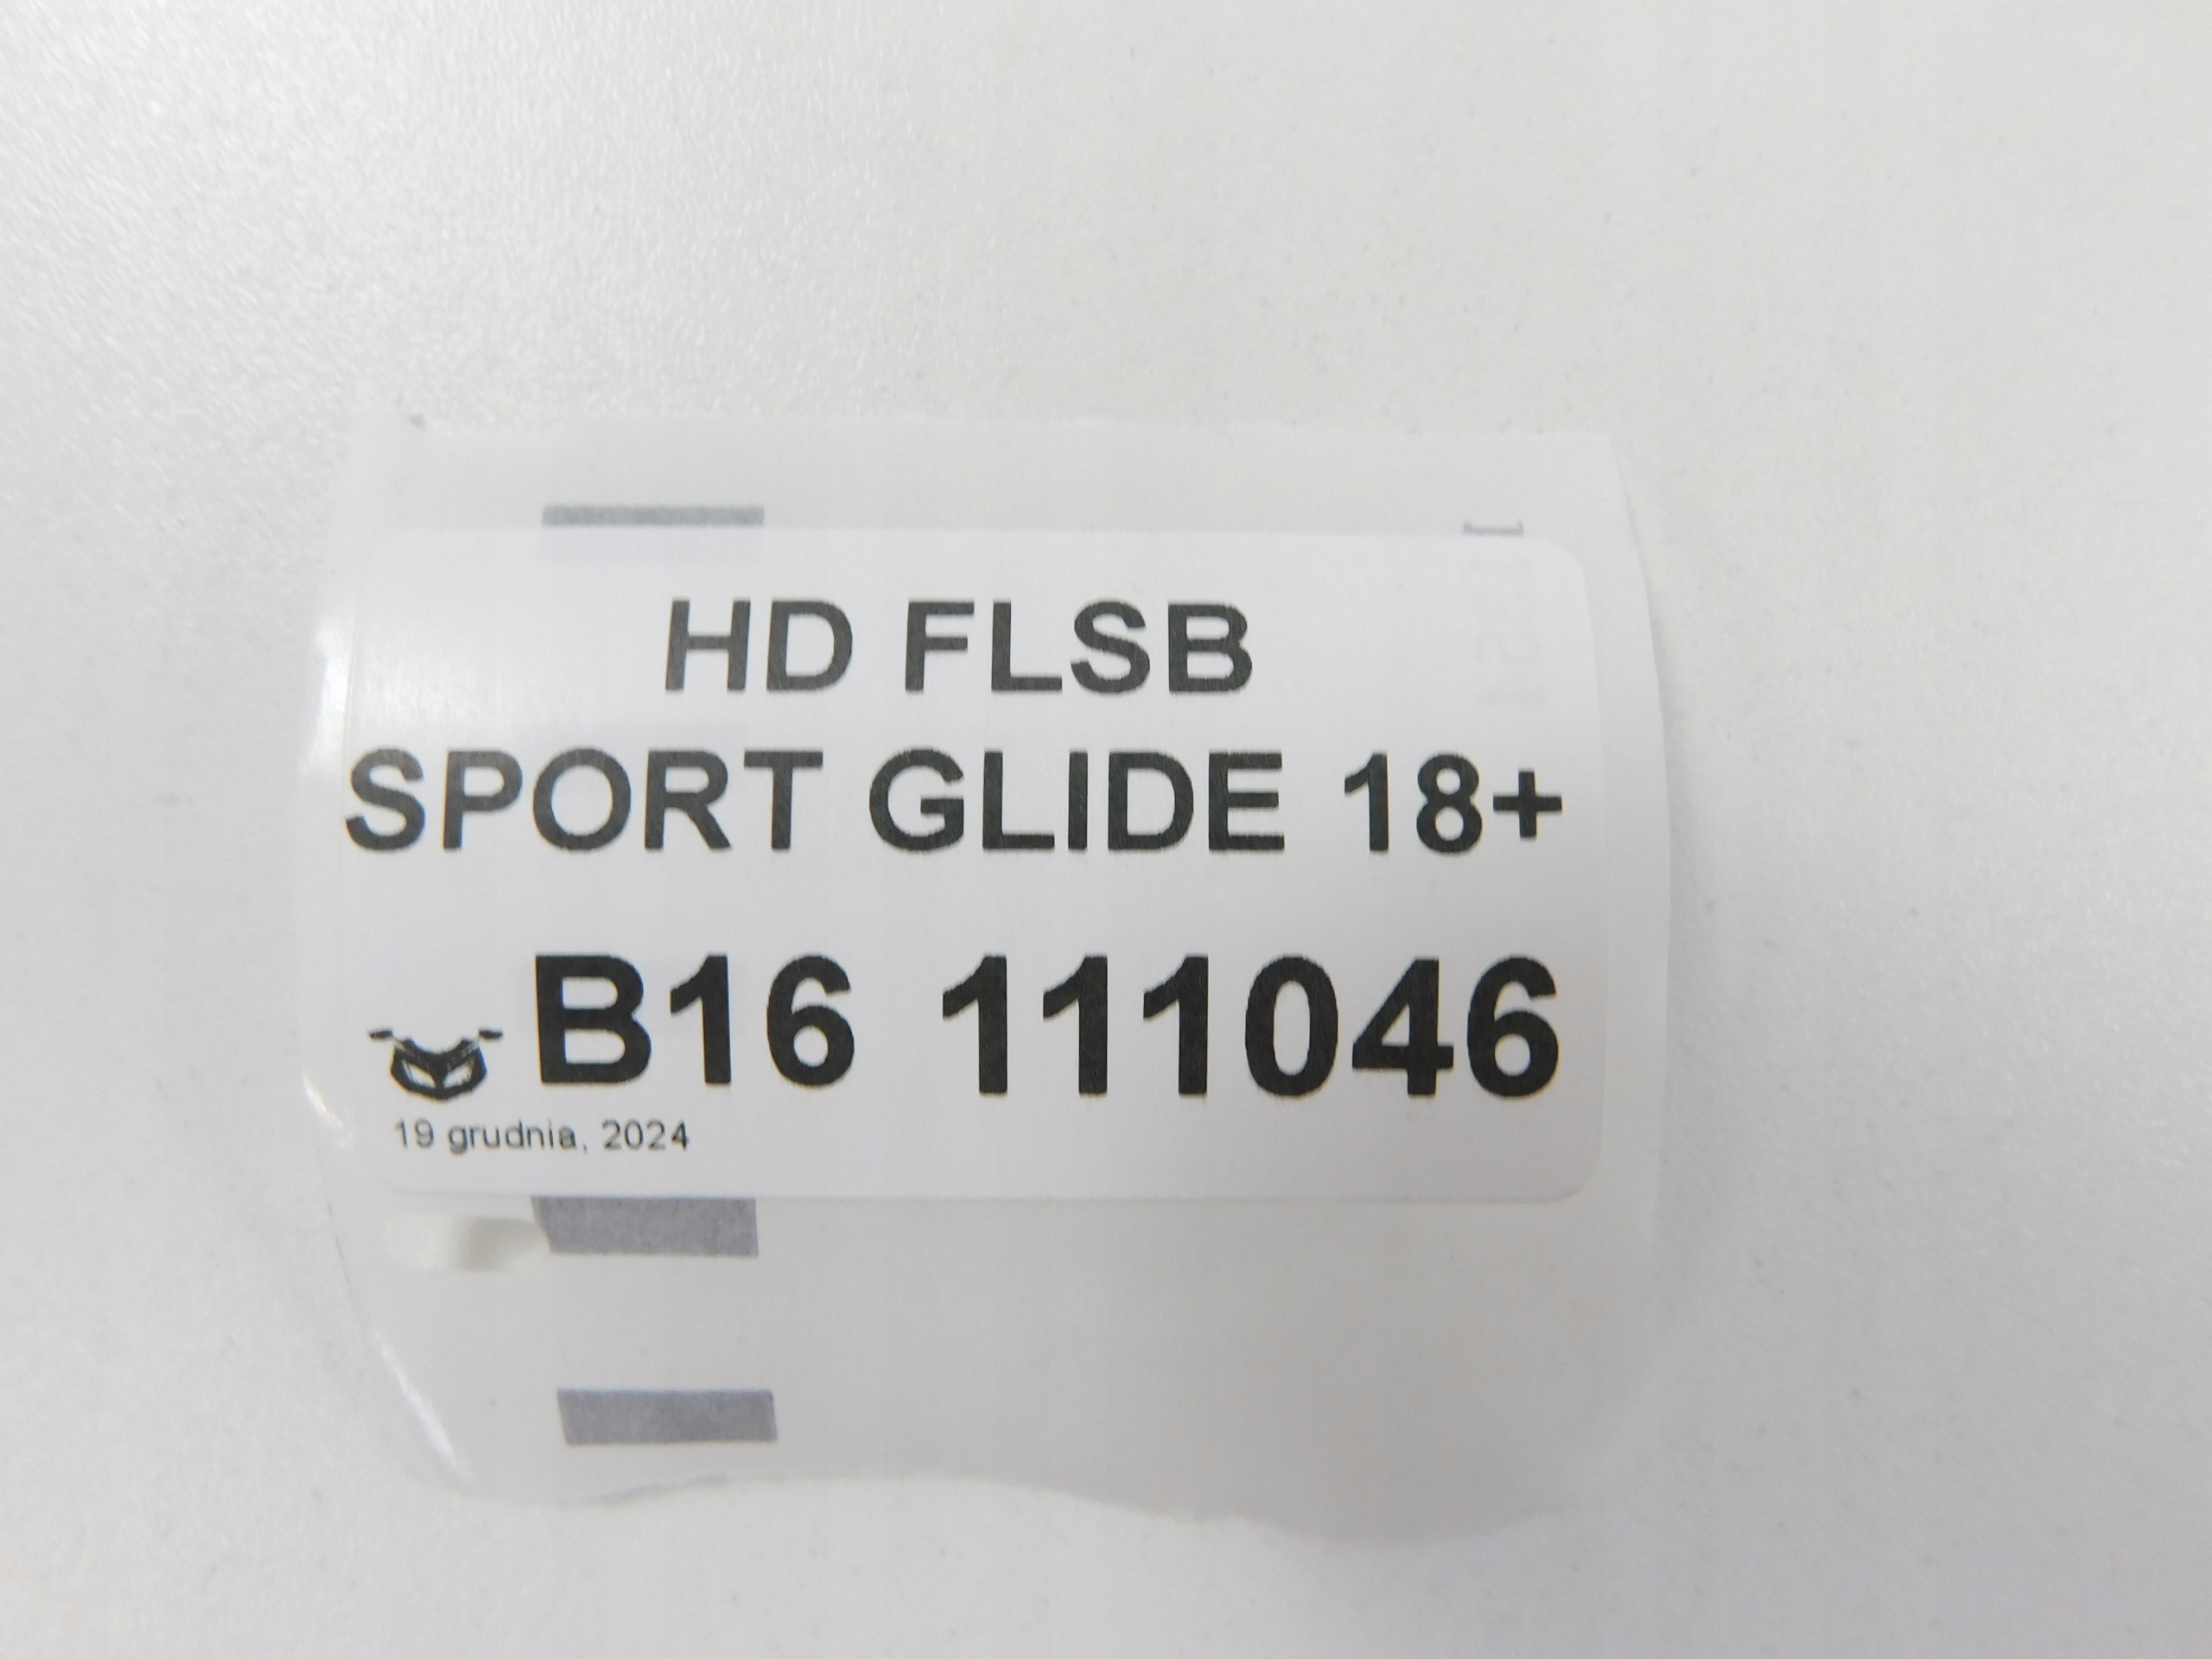 HD FLSB
SPORT GLIDE 18+
B16 111046
19 grudnia, 2024